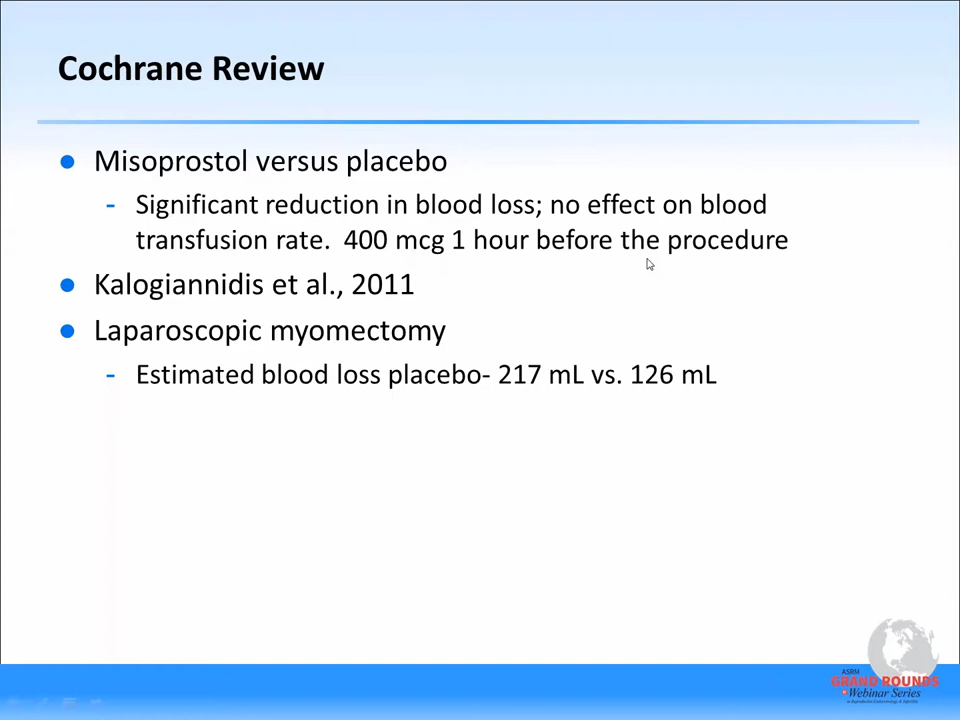 Cochrane Review
● Misoprostol versus placebo
- Significant reduction in blood loss; no effect on blood
transfusion rate.  400 mcg 1 hour before the procedure
● Kalogiannidis et al., 2011
● Laparoscopic myomectomy
- Estimated blood loss placebo- 217 mL vs. 126 mL
ASRM
GRAND ROUNDS
Webinar Series
in Reproductive Endocrinology & Infertility